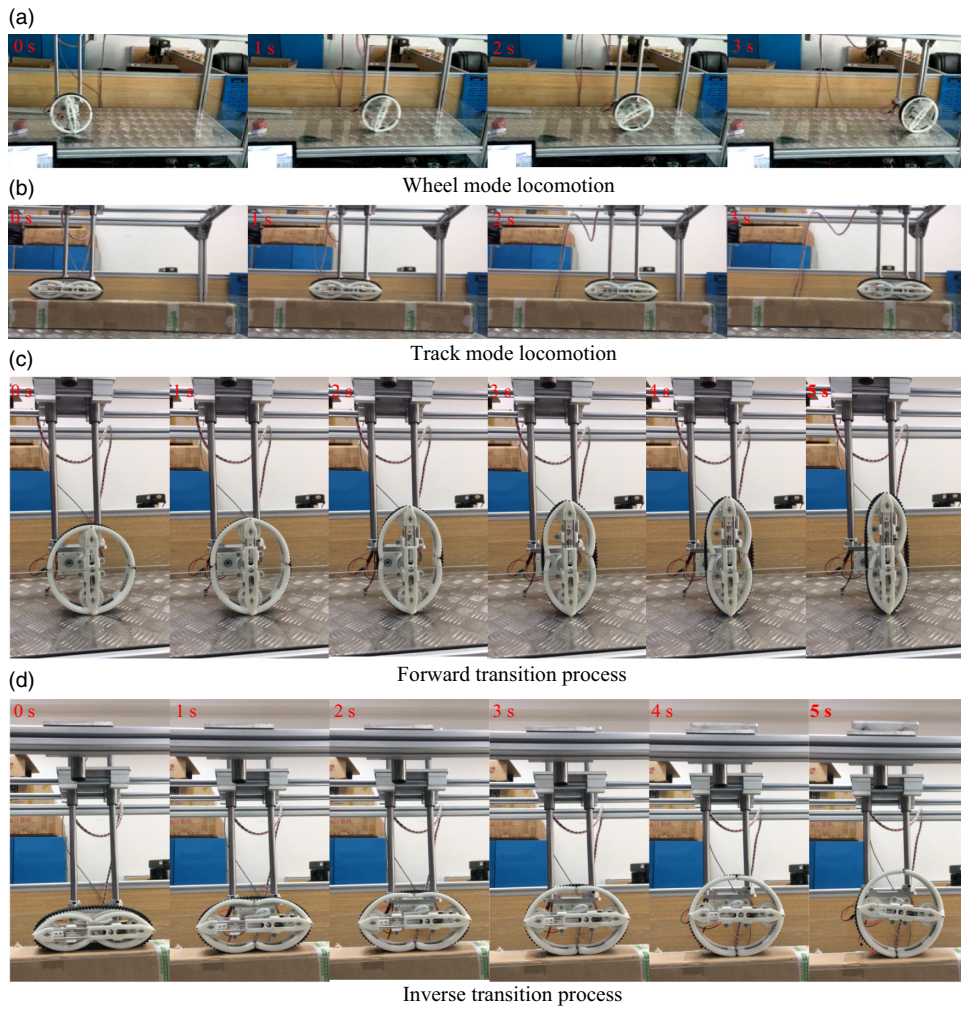 (a)
0 s 1 s 2 s 3 s
Wheel mode locomotion
(b)
0 s 1 s 2 s 3 s
Track mode locomotion
(c)
0 s 1 s 2 s 3 s 4 s 5 s
Forward transition process
(d)
0 s 1 s 2 s 3 s 4 s 5 s
Inverse transition process